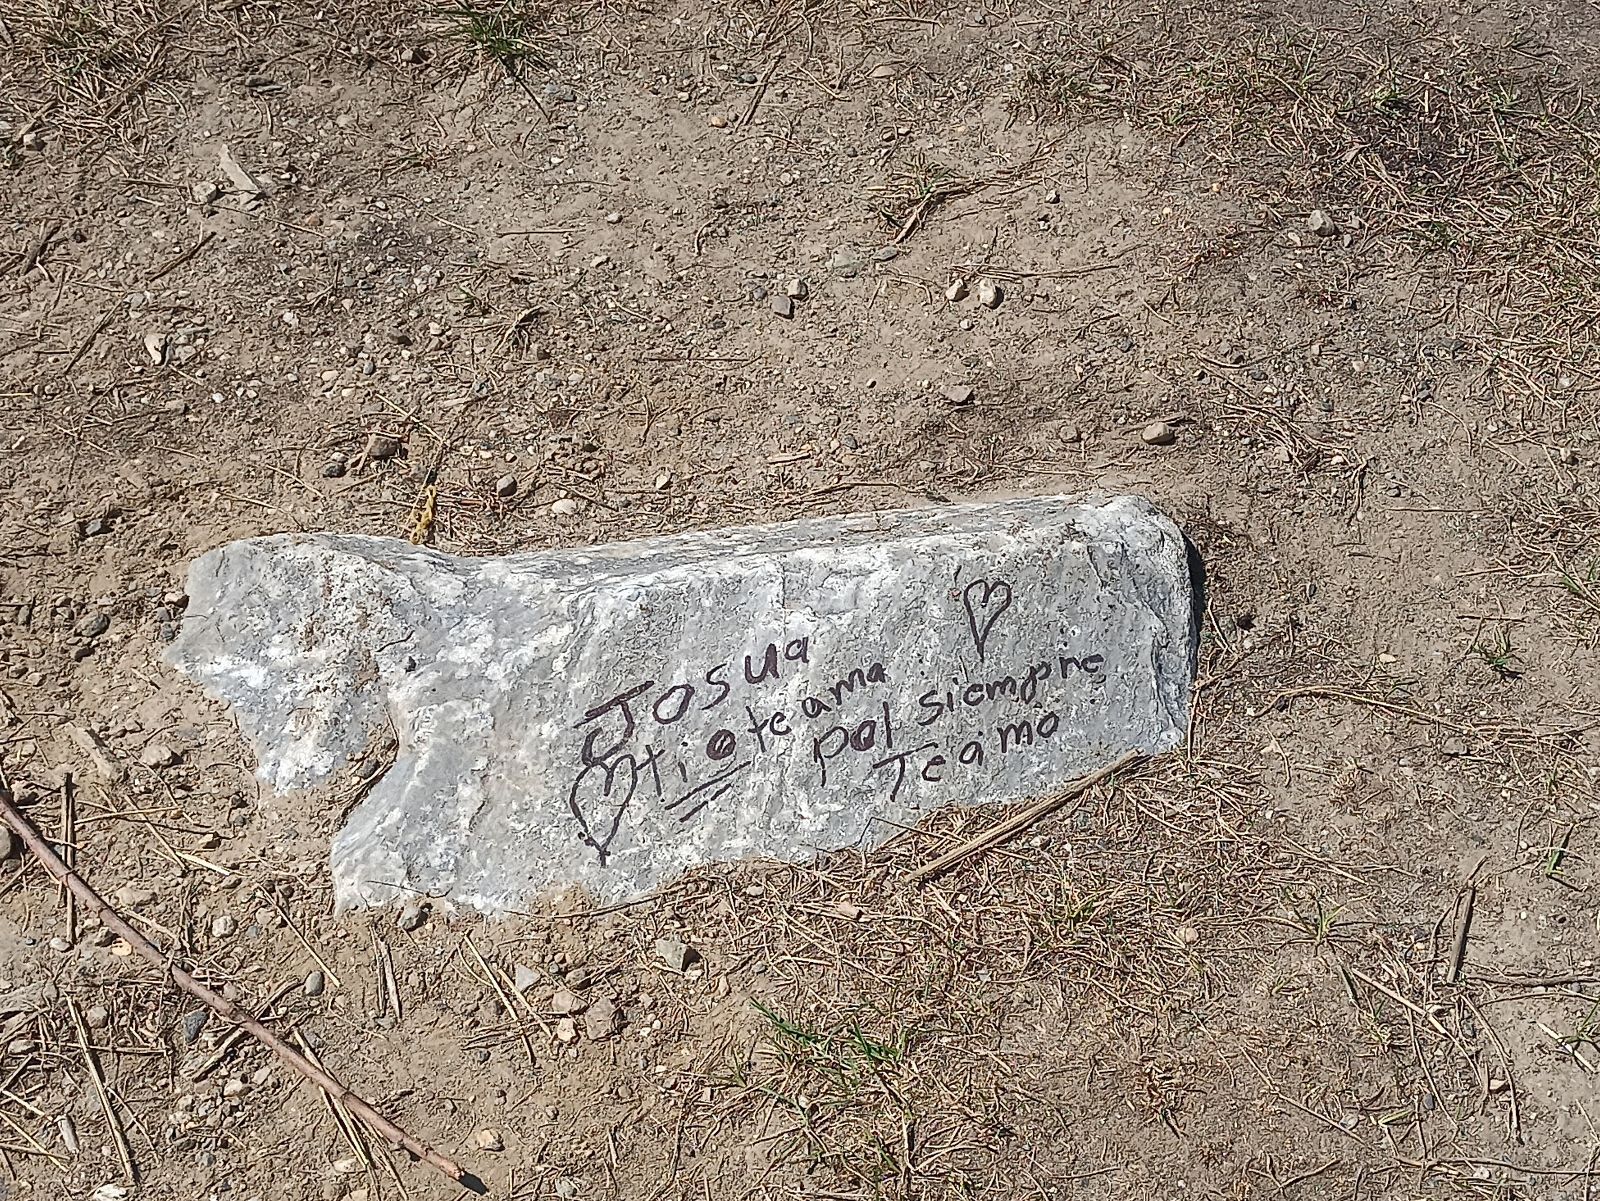 Josua
tio te ama
pol siempre
Te amo